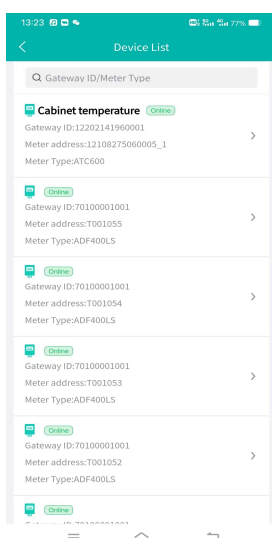 13:23 77%
Device List
Gateway ID/Meter Type
Cabinet temperature Online
Gateway ID:12202141960001
Meter address:12108275060005_1
Meter Type:ATC600
Online
Gateway ID:70100001001
Meter address:T001055
Meter Type:ADF400LS
Online
Gateway ID:70100001001
Meter address:T001054
Meter Type:ADF400LS
Online
Gateway ID:70100001001
Meter address:T001053
Meter Type:ADF400LS
Online
Gateway ID:70100001001
Meter address:T001052
Meter Type:ADF400LS
Online
Gateway ID:70100001001